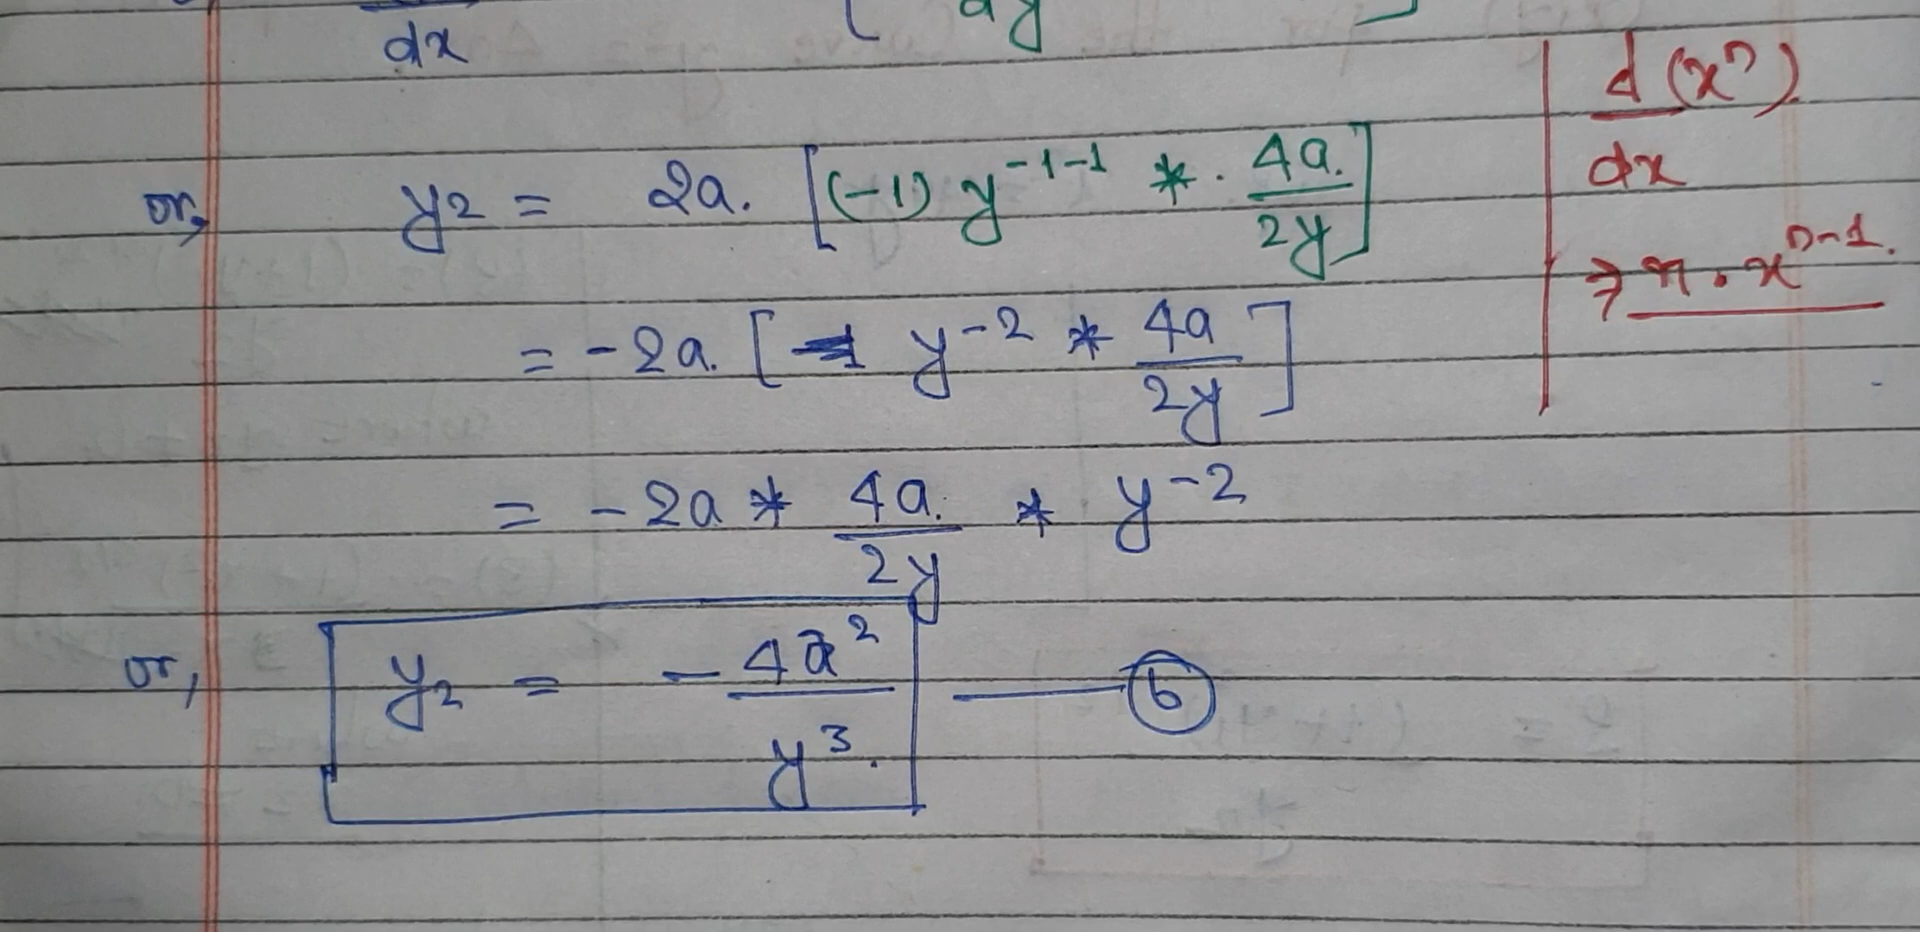 dx [ dy ]
or, y2 = 2a. [(-1) y^{-1-1} * . 4a./2y]
= -2a. [ y^{-2} * 4a/2y ]
= -2a * 4a./2y * y^{-2}
or, y2 = -4a^2/y^3. — 6
d(x^n)
dx
⇒ n.x^{n-1}.